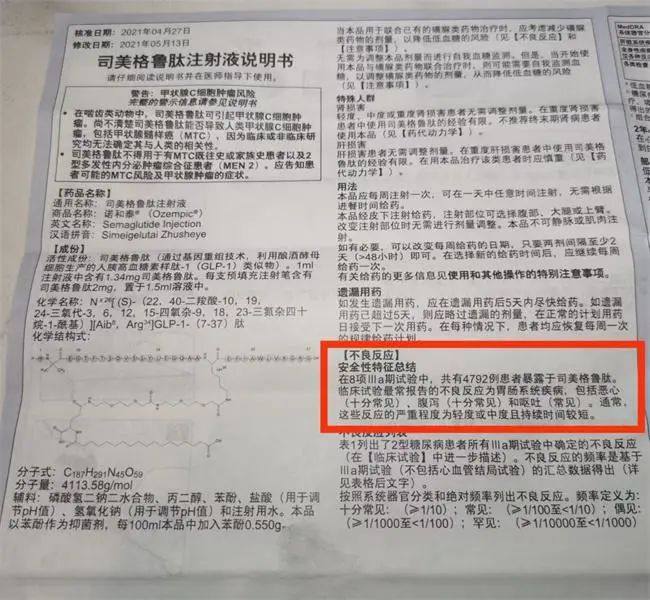 核准日期：2021年04月27日
修改日期：2021年05月13日
司美格鲁肽注射液说明书
请仔细阅读说明书并在医师指导下使用。
警告：甲状腺C细胞肿瘤风险
完整的警示信息请参见说明书
• 在啮齿类动物中，司美格鲁肽可引起甲状腺C细胞肿
瘤。尚不清楚司美格鲁肽能否导致人类甲状腺C细胞肿
瘤，包括甲状腺髓样癌（MTC），因为临床或非临床研
究均无法确定其与人类的相关性。
• 司美格鲁肽不得用于有MTC既往史或家族史患者以及2
型多发性内分泌肿瘤综合征患者（MEN 2）。应告知患
者可能的MTC风险及甲状腺肿瘤的症状。
【药品名称】
通用名称：司美格鲁肽注射液
商品名称：诺和泰®（Ozempic®）
英文名称：Semaglutide Injection
汉语拼音：Simeigelutai Zhusheye
【成份】
活性成份：司美格鲁肽（通过基因重组技术，利用酿酒酵母
细胞生产的人胰高血糖素样肽-1（GLP-1）类似物）。1ml
注射液中含有1.34mg司美格鲁肽。每支预填充注射笔含有
司美格鲁肽2mg，置于1.5ml溶液中。
化学名称：N
(S)-（22，40-二羧酸-10，19，
24-三氧代-3，6，12，15-四氧杂-9，18，23-三氮杂四十
烷-1-酰基）][Aib⁸，Arg³⁴]GLP-1-（7-37）肽
化学结构式：
分子式：C₁₈₇H₂₉₁N₄₅O₅₉
分子量：4113.58g/mol
辅料：磷酸氢二钠二水合物、丙二醇、苯酚、盐酸（用于调
节pH值）、氢氧化钠（用于调节pH值）和注射用水。本品
以苯酚作为抑菌剂，每100ml本品中加入苯酚0.550g。
当本品用于联合已有的磺脲类药物治疗时，应考虑减少磺脲
类药物的剂量，以降低低血糖的风险（见【不良反应】和
【注意事项】）。
无需为调整本品剂量而进行自我血糖监测。但是，当开始使
用本品与磺脲类药物联合治疗时，则可能需要自我监测血
糖，以调整磺脲类药物的剂量，从而降低低血糖的风险
（见【注意事项】）。
特殊人群
肾损害
轻度、中度或重度肾损害患者无需调整剂量。在重度肾损害
患者中使用司美格鲁肽的经验有限。不推荐终末期肾病患者
使用本品（见【药代动力学】）。
肝损害
肝损害患者无需调整剂量。在重度肝损害患者中使用司美格
鲁肽的经验有限。在用本品治疗该类患者时应慎重（见【药
代动力学】）。
用法
本品应每周注射一次，可在一天中任意时间注射，无需根据
进餐时间给药。
本品经皮下注射给药，注射部位可选择腹部、大腿或上臂。
改变注射部位时无需进行剂量调整。本品不可静脉或肌肉注
射。
如有必要，可以改变每周给药的日期，只要两剂间隔至少2
天（>48小时）即可。在选择新的给药时间后，应继续每周
给药一次。
有关给药的更多信息见使用和其他操作的特别注意事项。
遗漏用药
如发生遗漏用药，应在遗漏用药后5天内尽快给药。如遗漏
用药已超过5天，则应略过遗漏的剂量，在正常的计划用药
日接受下一次用药。在每种情况下，患者均应恢复每周一次
的规律给药计划。
【不良反应】
安全性特征总结
在8项IIIa期试验中，共有4792例患者暴露于司美格鲁肽。
临床试验最常报告的不良反应为胃肠系统疾病，包括恶心
（十分常见）、腹泻（十分常见）和呕吐（常见）。通常，
这些反应的严重程度为轻度或中度且持续时间较短。
不良反应列表
表1列出了2型糖尿病患者所有IIIa期试验中确定的不良反应
（在【临床试验】中进一步描述）。不良反应的频率是基于
IIIa期试验（不包括心血管结局试验）的汇总数据得出（详
见表格后文字）。
按照系统器官分类和绝对频率列出不良反应。频率定义为：
十分常见：（≥1/10）；常见：（≥1/100至<1/10）；偶见：
（≥1/1000至<1/100）；罕见：（≥1/10000至<1/1000）
MedDRA
系统器官分